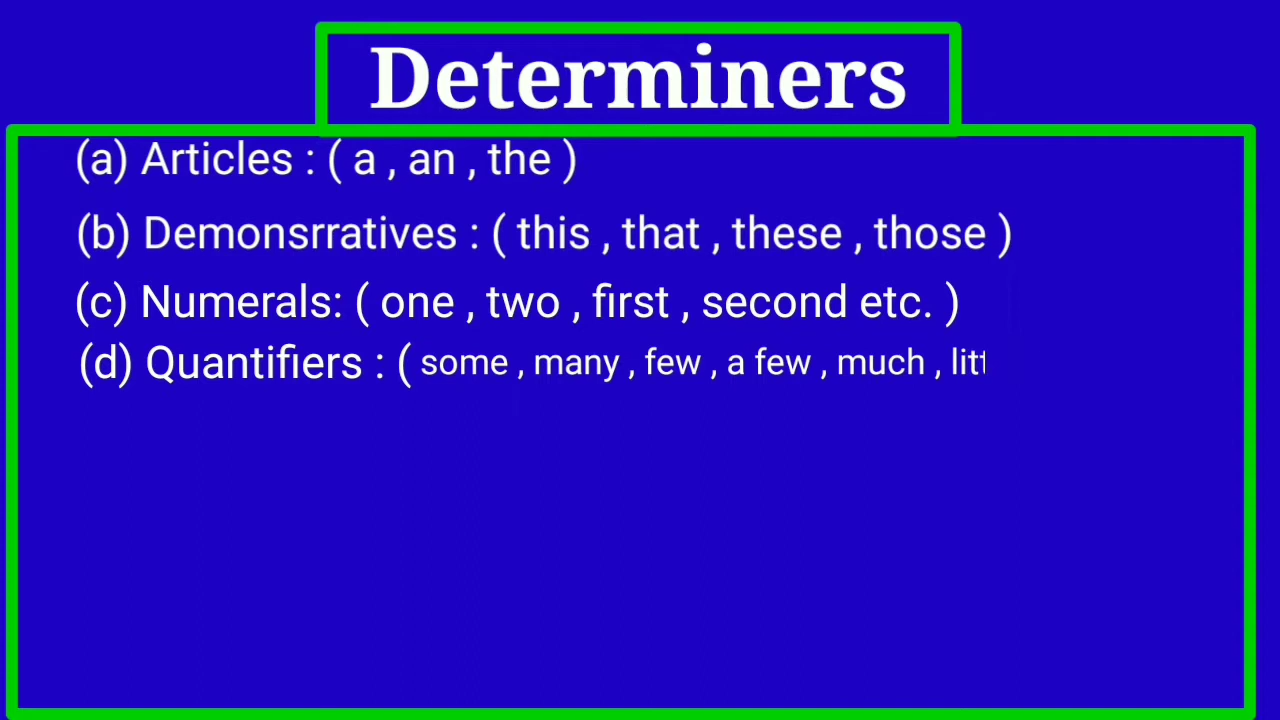 Determiners
(a) Articles : ( a , an , the )
(b) Demonsrratives : ( this , that , these , those )
(c) Numerals: ( one , two , first , second etc. )
(d) Quantifiers : ( some , many , few , a few , much ,